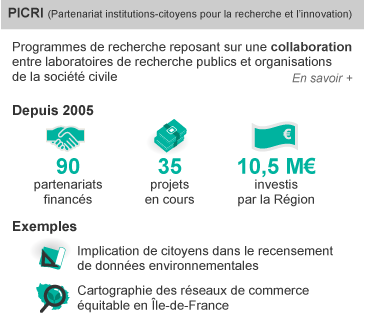 PICRI (Partenariat institutions-citoyens pour la recherche et l'innovation)
Programmes de recherche reposant sur une collaboration
entre laboratoires de recherche publics et organisations
de la société civile
En savoir +
Depuis 2005
90 35 10,5 M€
partenariats projets investis
financés en cours par la Région
Exemples
Implication de citoyens dans le recensement
de données environnementales
Cartographie des réseaux de commerce
équitable en Île-de-France